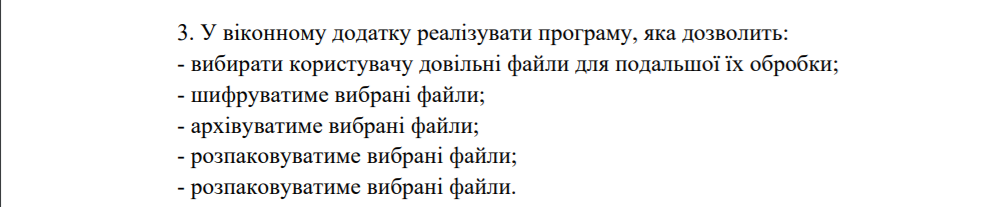 3. У віконному додатку реалізувати програму, яка дозволить:
- вибирати користувачу довільні файли для подальшої їх обробки;
- шифруватиме вибрані файли;
- архівуватиме вибрані файли;
- розпаковуватиме вибрані файли;
- розпаковуватиме вибрані файли.